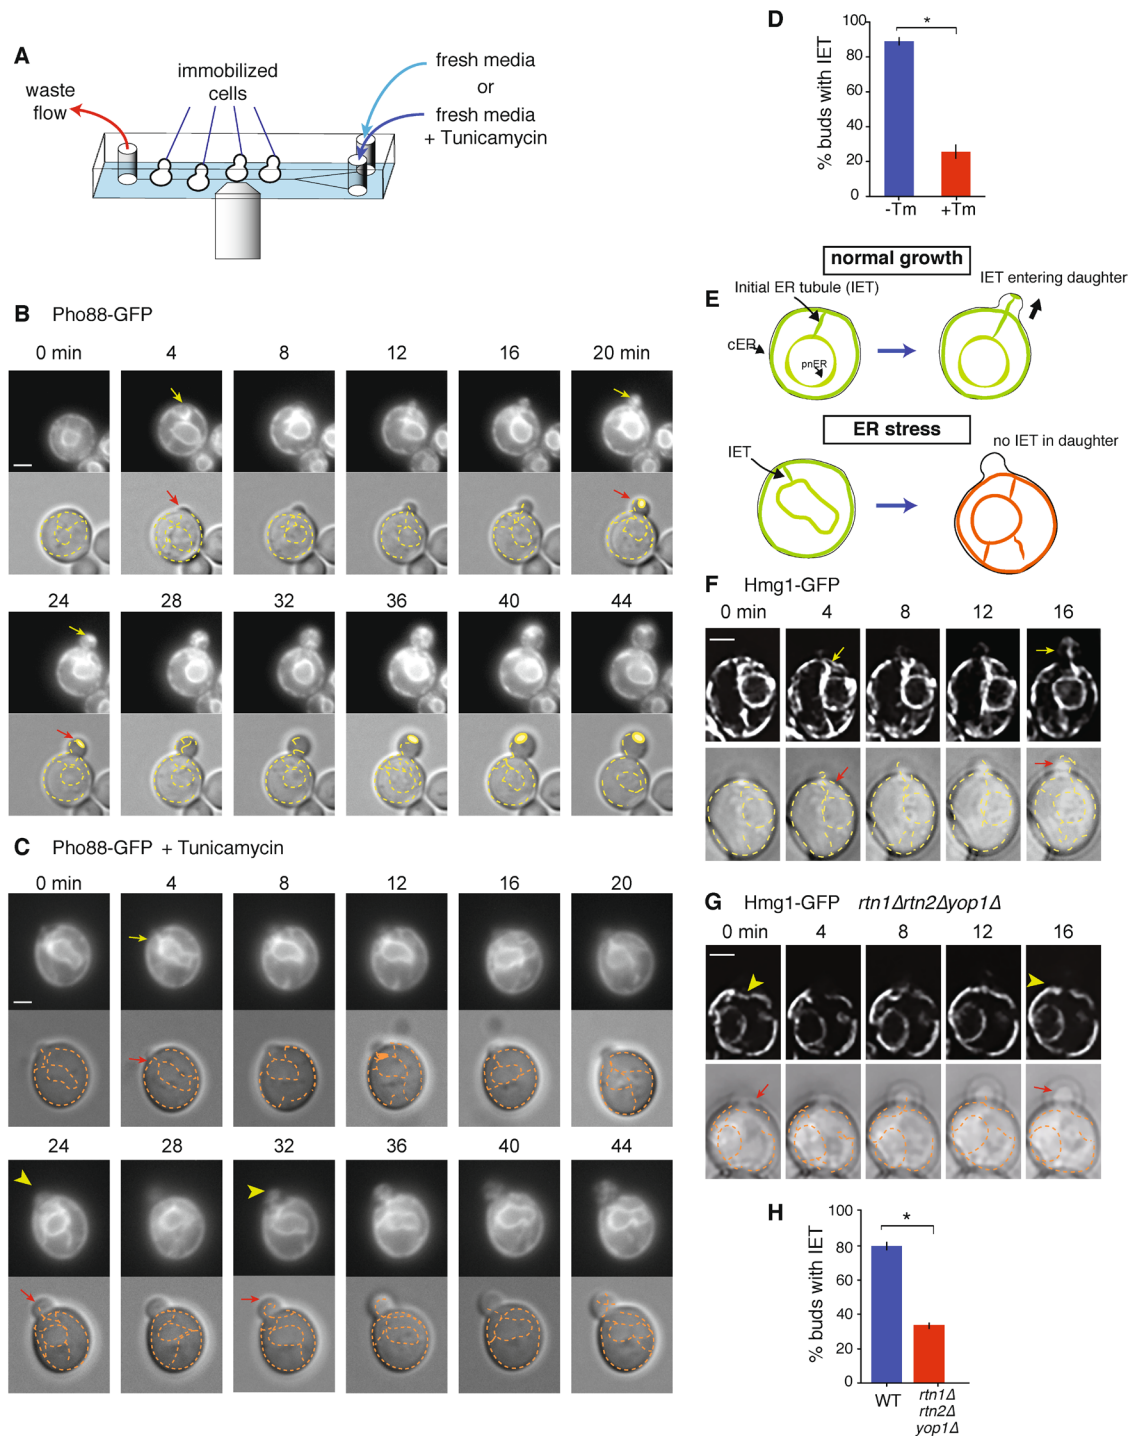 A
waste
flow
immobilized
cells
fresh media
or
fresh media
+ Tunicamycin
B Pho88-GFP
0 min 4 8 12 16 20 min
24 28 32 36 40 44
C Pho88-GFP + Tunicamycin
0 min 4 8 12 16 20
24 28 32 36 40 44
D
% buds with IET
100
80
60
40
20
0
*
-Tm +Tm
normal growth
E
Initial ER tubule (IET)
IET entering daughter
cER
pnER
ER stress
IET
no IET in daughter
F Hmg1-GFP
0 min 4 8 12 16
G Hmg1-GFP rtn1Δrtn2Δyop1Δ
0 min 4 8 12 16
H
% buds with IET
100
80
60
40
20
0
*
WT
rtn1Δ
rtn2Δ
yop1Δ